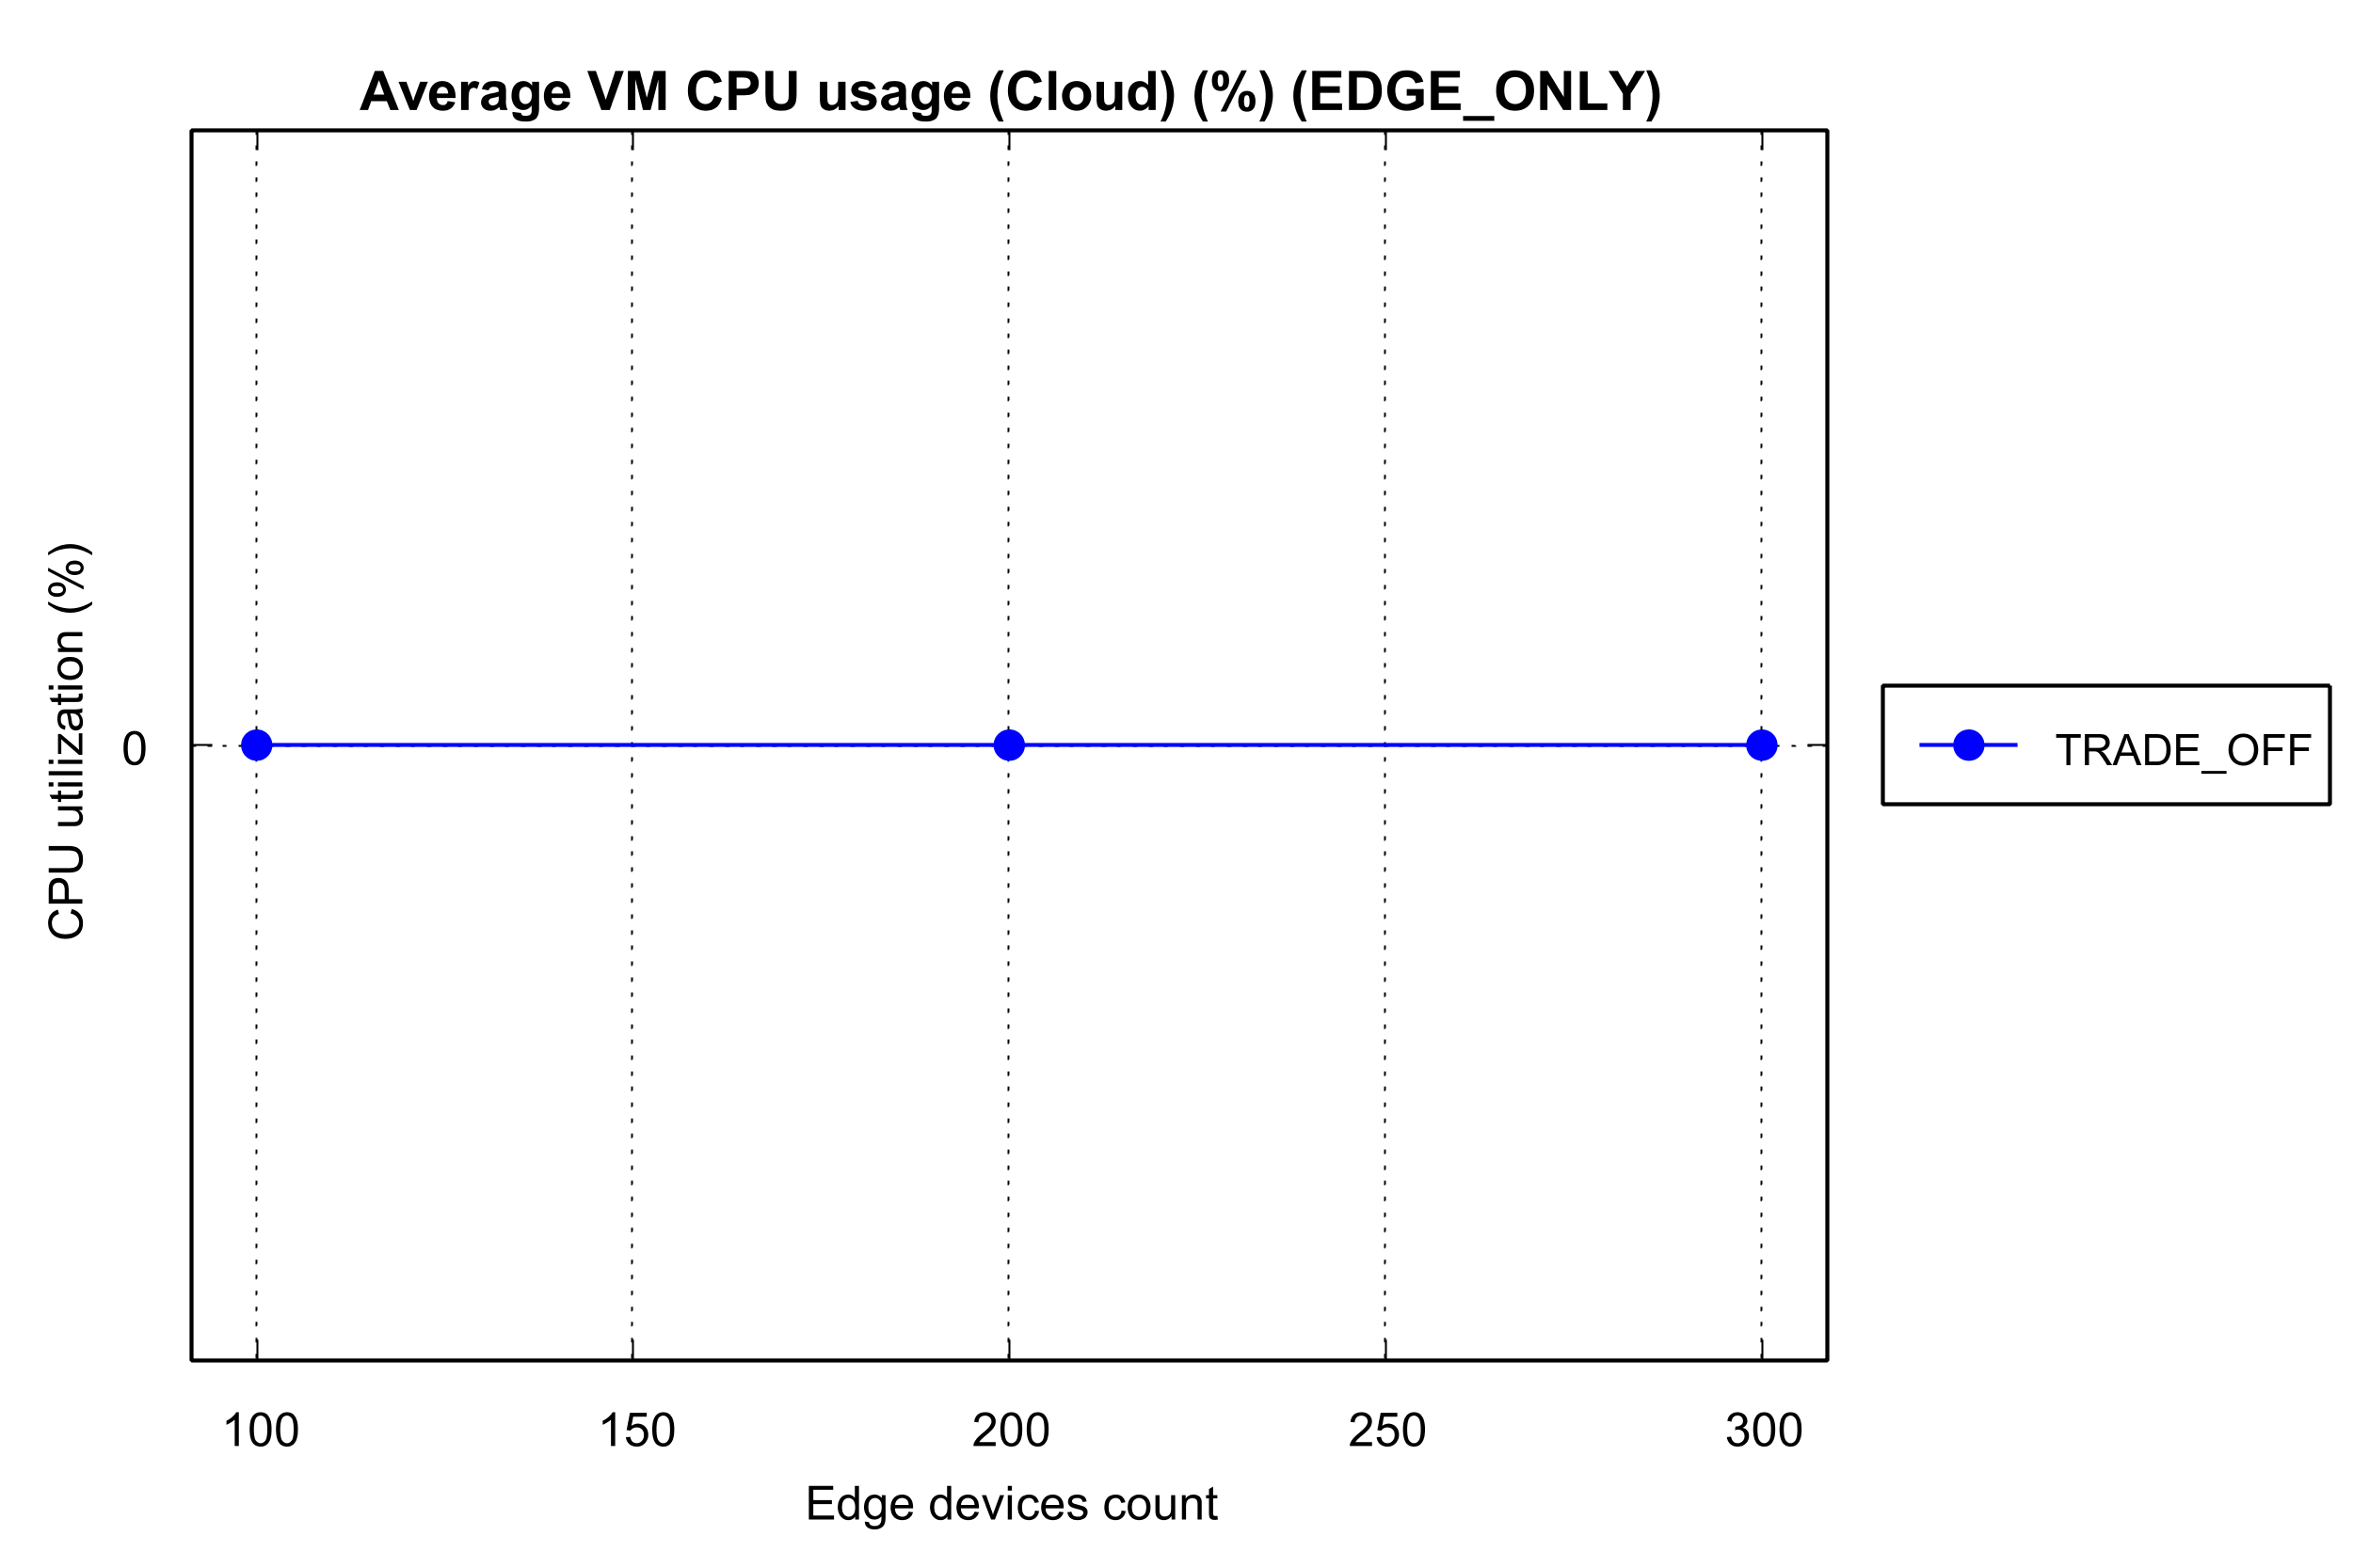 Average VM CPU usage (Cloud) (%) (EDGE_ONLY)
CPU utilization (%)
0
TRADE_OFF
100 150 200 250 300
Edge devices count